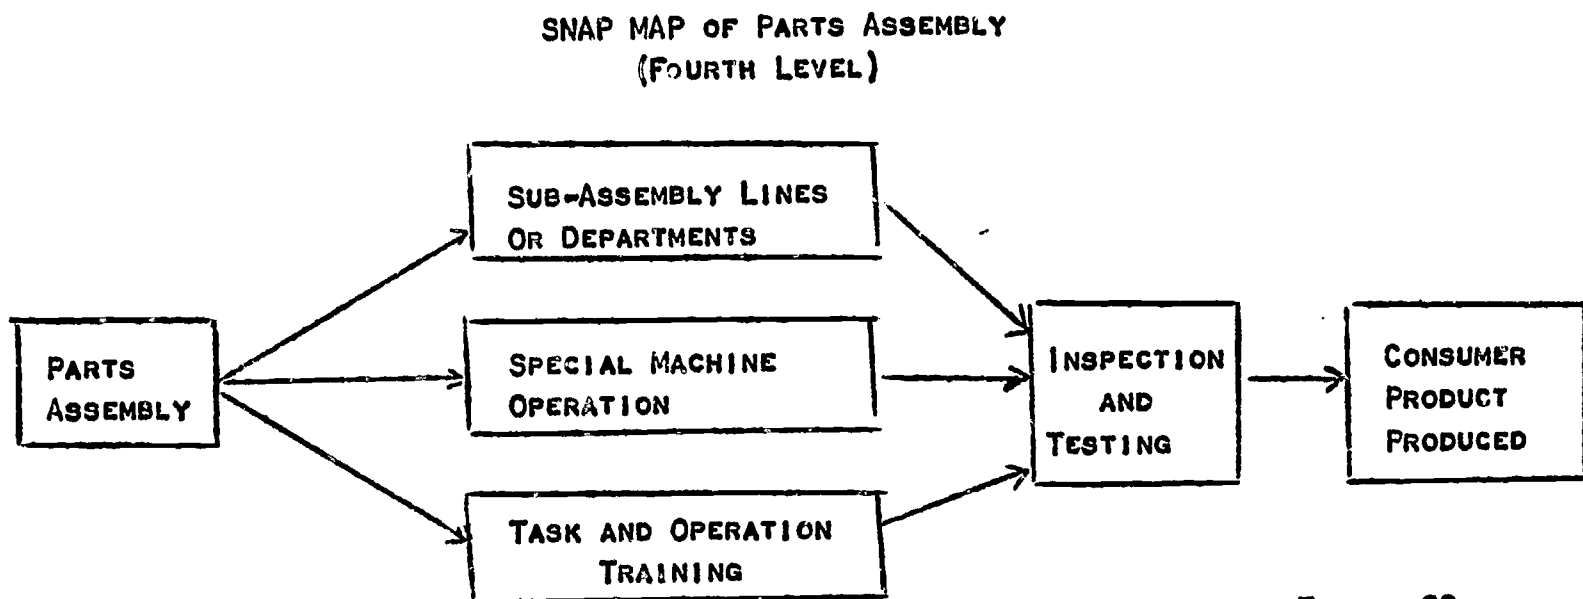 SNAP MAP OF PARTS ASSEMBLY
(FOURTH LEVEL)
SUB-ASSEMBLY LINES
OR DEPARTMENTS
PARTS
ASSEMBLY
SPECIAL MACHINE
OPERATION
TASK AND OPERATION
TRAINING
INSPECTION
AND
TESTING
CONSUMER
PRODUCT
PRODUCED